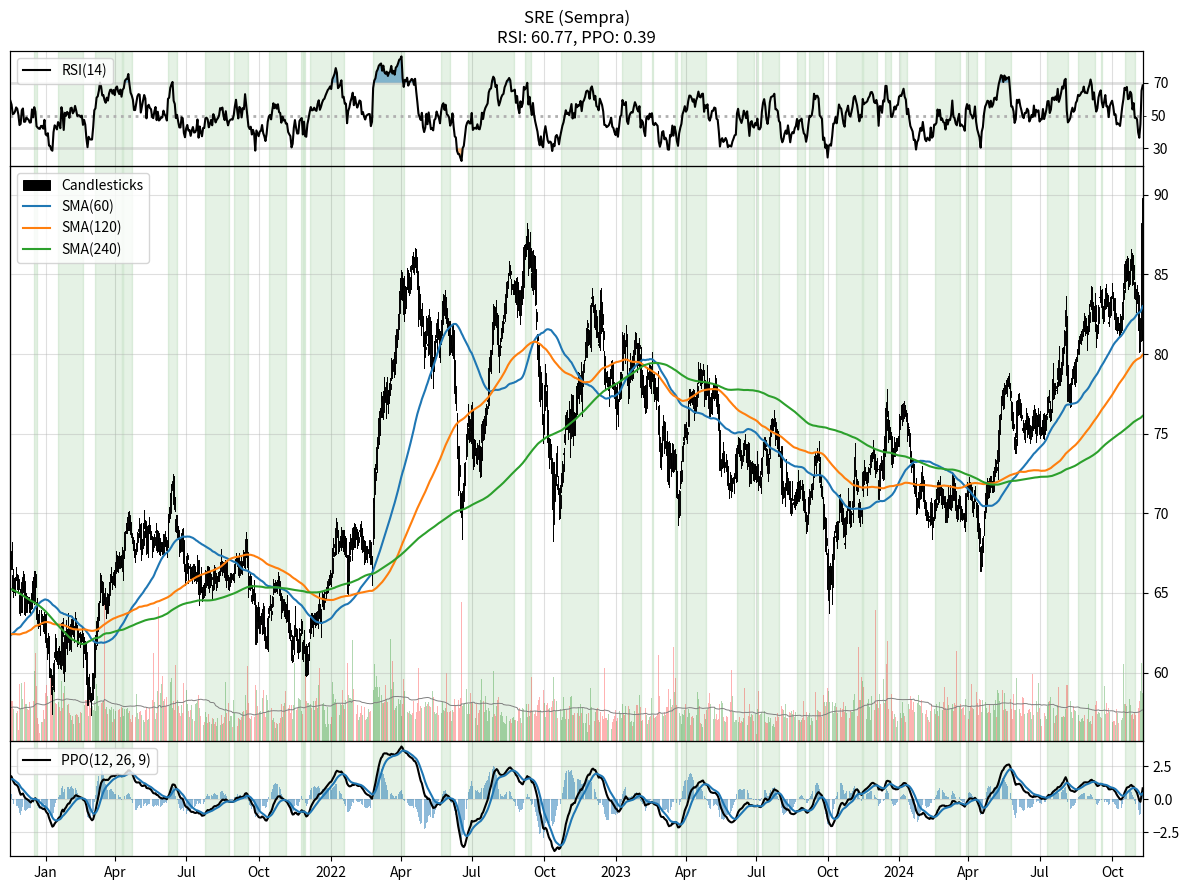 SRE (Sempra)
RSI: 60.77, PPO: 0.39
RSI(14)
70
50
30
Candlesticks
SMA(60)
SMA(120)
SMA(240)
90
85
80
75
70
65
60
PPO(12, 26, 9)
2.5
0.0
−2.5
Jan Apr Jul Oct 2022 Apr Jul Oct 2023 Apr Jul Oct 2024 Apr Jul Oct